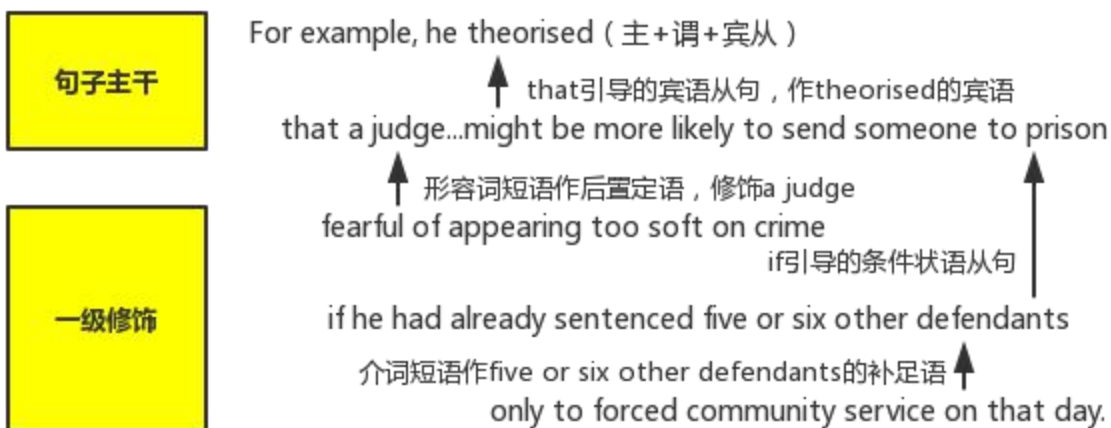 句子主干
For example, he theorised（主+谓+宾从）
that引导的宾语从句，作theorised的宾语
that a judge...might be more likely to send someone to prison
形容词短语作后置定语，修饰a judge
fearful of appearing too soft on crime
if引导的条件状语从句
一级修饰
if he had already sentenced five or six other defendants
介词短语作five or six other defendants的补足语
only to forced community service on that day.